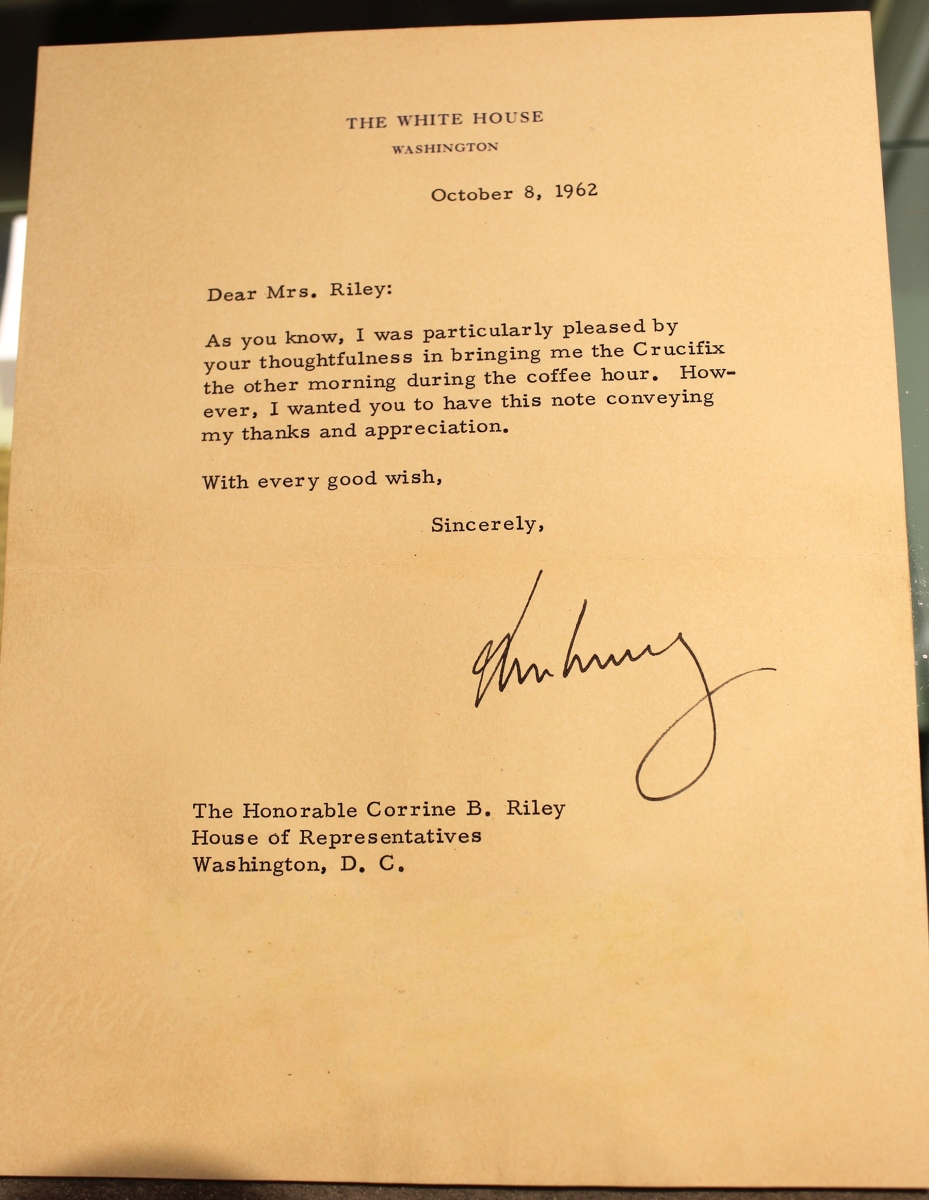 THE WHITE HOUSE
WASHINGTON
October 8, 1962
Dear Mrs. Riley:
As you know, I was particularly pleased by
your thoughtfulness in bringing me the Crucifix
the other morning during the coffee hour. How-
ever, I wanted you to have this note conveying
my thanks and appreciation.
With every good wish,
Sincerely,
The Honorable Corrine B. Riley
House of Representatives
Washington, D. C.